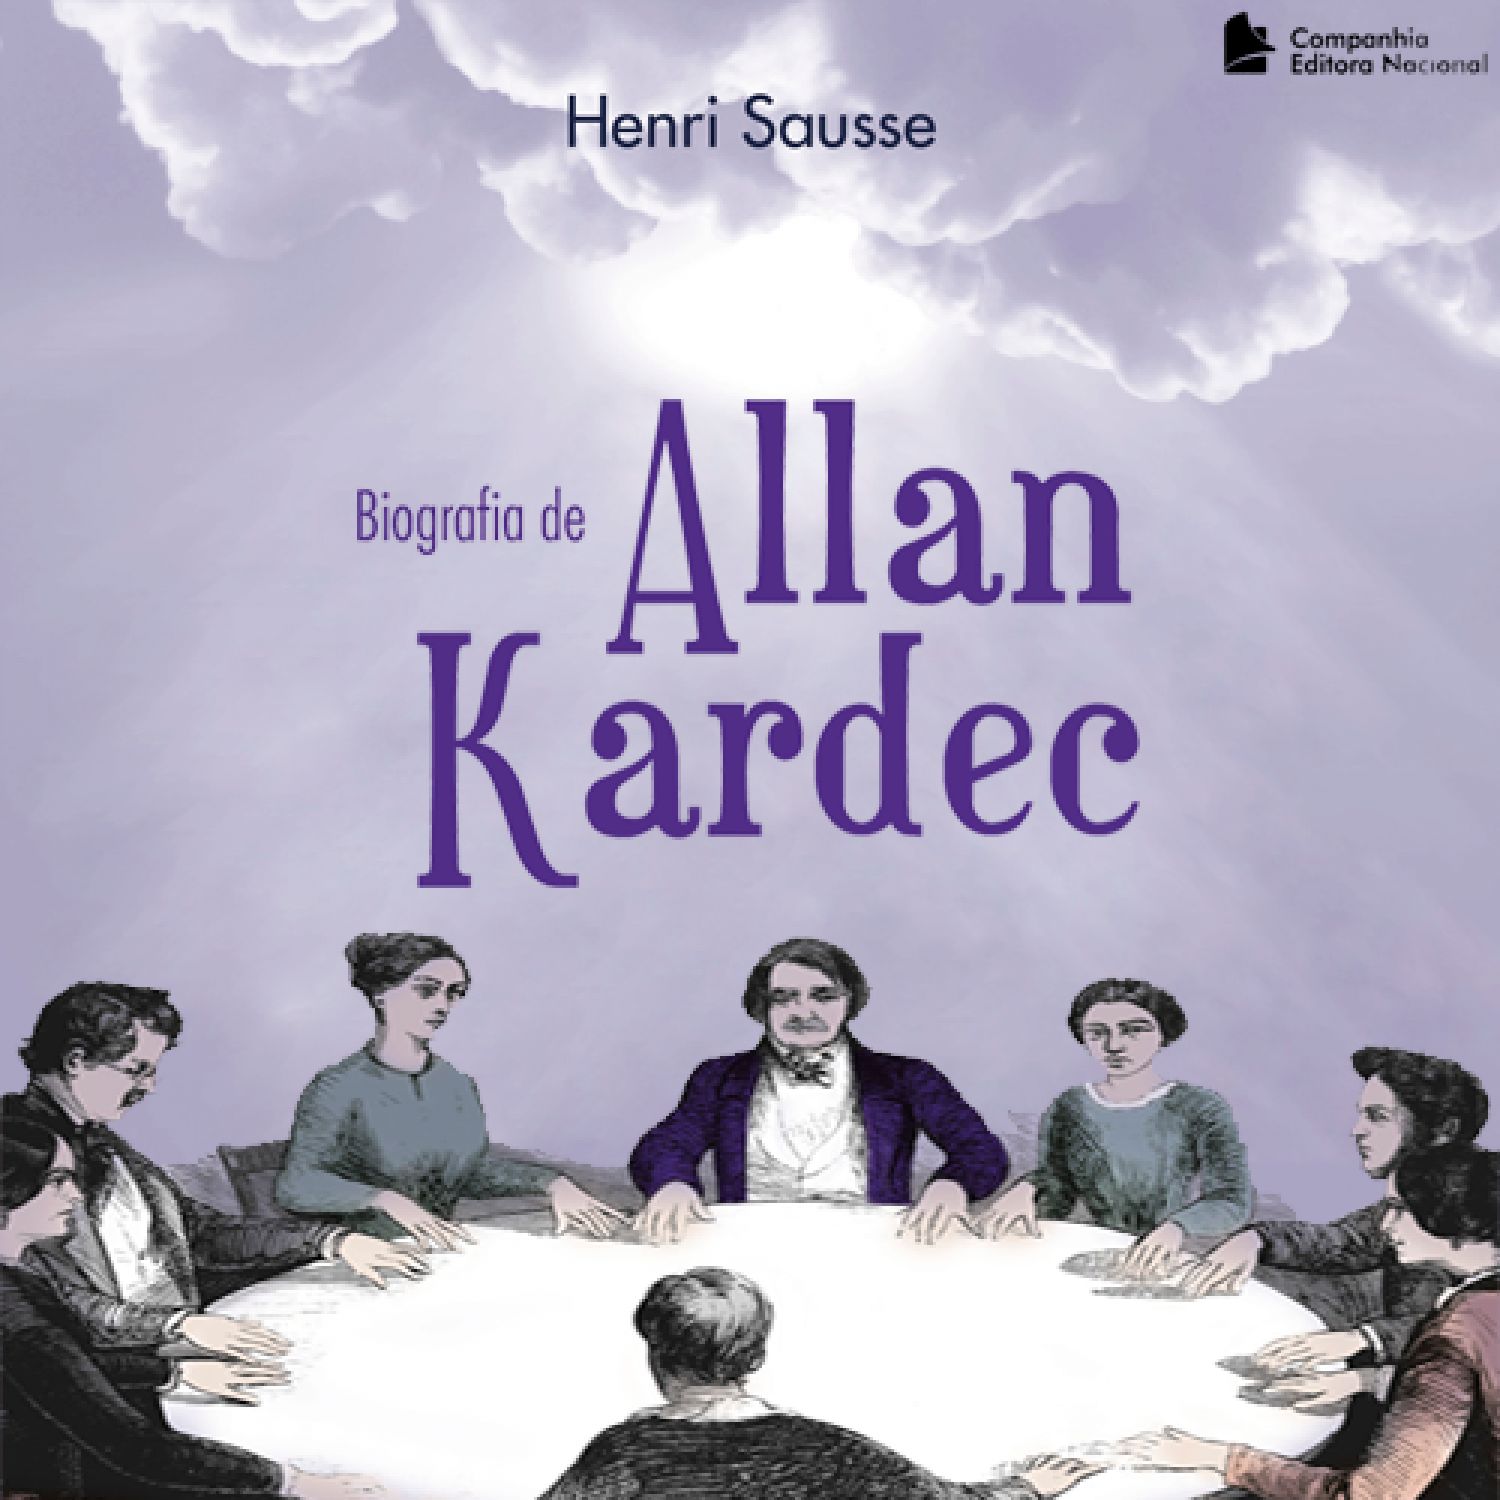 Companhia
Editora Nacional
Henri Sausse
Biografia de Allan
Kardec